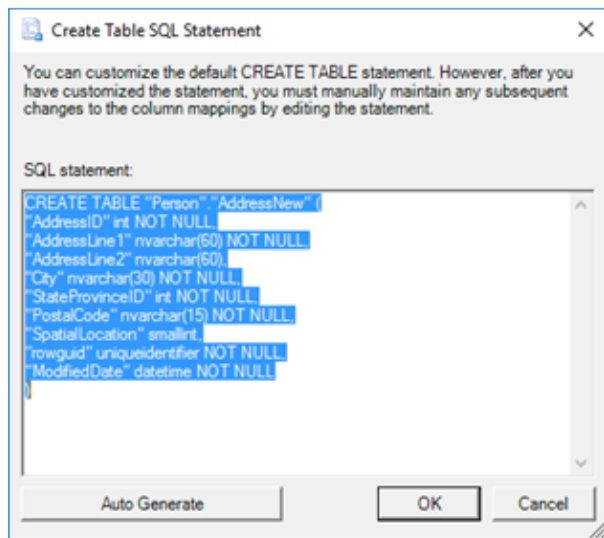 Create Table SQL Statement
You can customize the default CREATE TABLE statement. However, after you
have customized the statement, you must manually maintain any subsequent
changes to the column mappings by editing the statement.
SQL statement:
CREATE TABLE "Person"."AddressNew" (
"AddressID" int NOT NULL,
"AddressLine1" nvarchar(60) NOT NULL,
"AddressLine2" nvarchar(60),
"City" nvarchar(30) NOT NULL,
"StateProvinceID" int NOT NULL,
"PostalCode" nvarchar(15) NOT NULL,
"SpatialLocation" smallint,
"rowguid" uniqueidentifier NOT NULL,
"ModifiedDate" datetime NOT NULL
)
Auto Generate OK Cancel